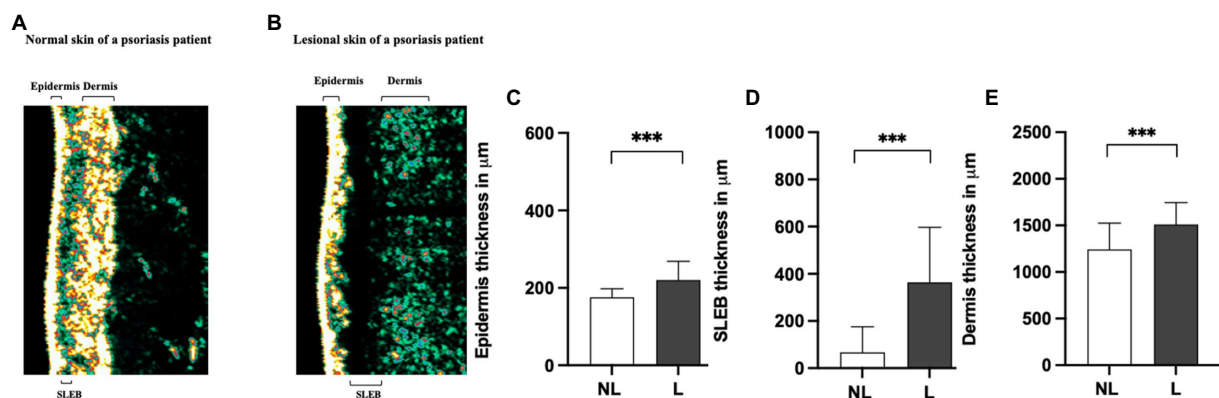 A
Normal skin of a psoriasis patient
Epidermis Dermis
SLEB
B
Lesional skin of a psoriasis patient
Epidermis Dermis
SLEB
C
Epidermis thickness in μm
600
400
200
0
***
NL L
D
SLEB thickness in μm
1000
800
600
400
200
0
***
NL L
E
Dermis thickness in μm
2500
2000
1500
1000
500
0
***
NL L